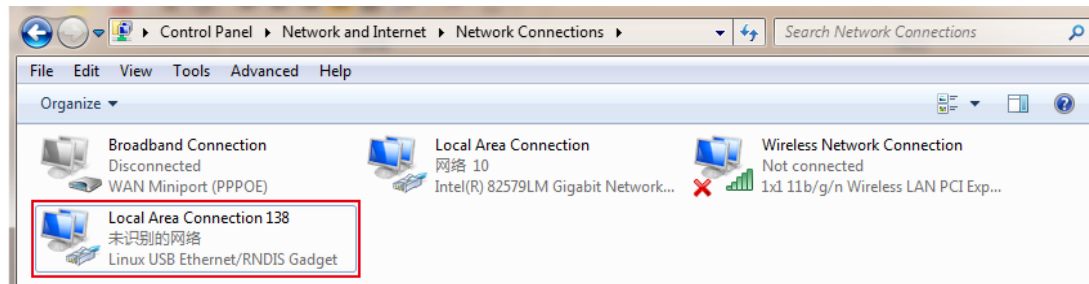 Control Panel ▸ Network and Internet ▸ Network Connections ▸
Search Network Connections
File Edit View Tools Advanced Help
Organize
Broadband Connection
Disconnected
WAN Miniport (PPPOE)
Local Area Connection
网络 10
Intel(R) 82579LM Gigabit Network...
Wireless Network Connection
Not connected
1x1 11b/g/n Wireless LAN PCI Exp...
Local Area Connection 138
未识别的网络
Linux USB Ethernet/RNDIS Gadget